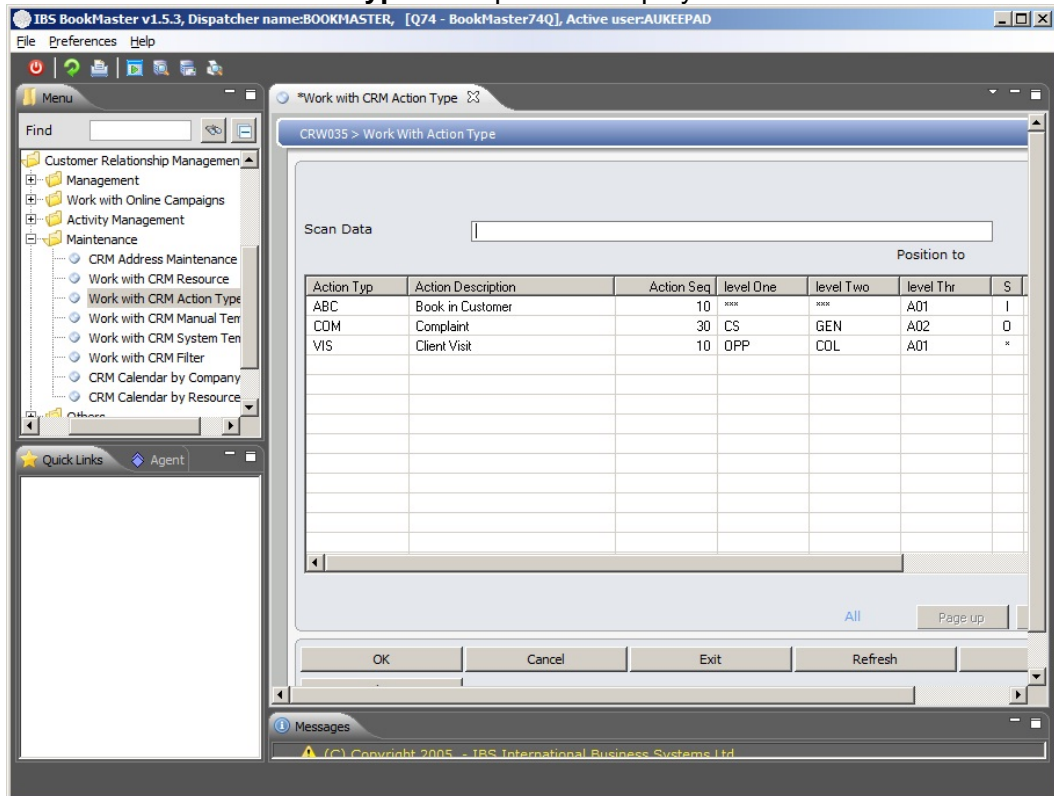 IBS BookMaster v1.5.3, Dispatcher name:BOOKMASTER, [Q74 - BookMaster74Q], Active user:AUKEEPAD
File Preferences Help
Menu
Find
Customer Relationship Managemen
Management
Work with Online Campaigns
Activity Management
Maintenance
CRM Address Maintenance
Work with CRM Resource
Work with CRM Action Type
Work with CRM Manual Tem
Work with CRM System Tem
Work with CRM Filter
CRM Calendar by Company
CRM Calendar by Resource
Others
Quick Links Agent
*Work with CRM Action Type
CRW035 > Work With Action Type
Scan Data
Position to
Action Typ Action Description Action Seq level One level Two level Thr S
ABC Book in Customer 10 *** *** A01 I
COM Complaint 30 CS GEN A02 O
VIS Client Visit 10 OPP COL A01 *
All Page up
OK Cancel Exit Refresh
Messages
(C) Copyright 2005 - IBS International Business Systems Ltd